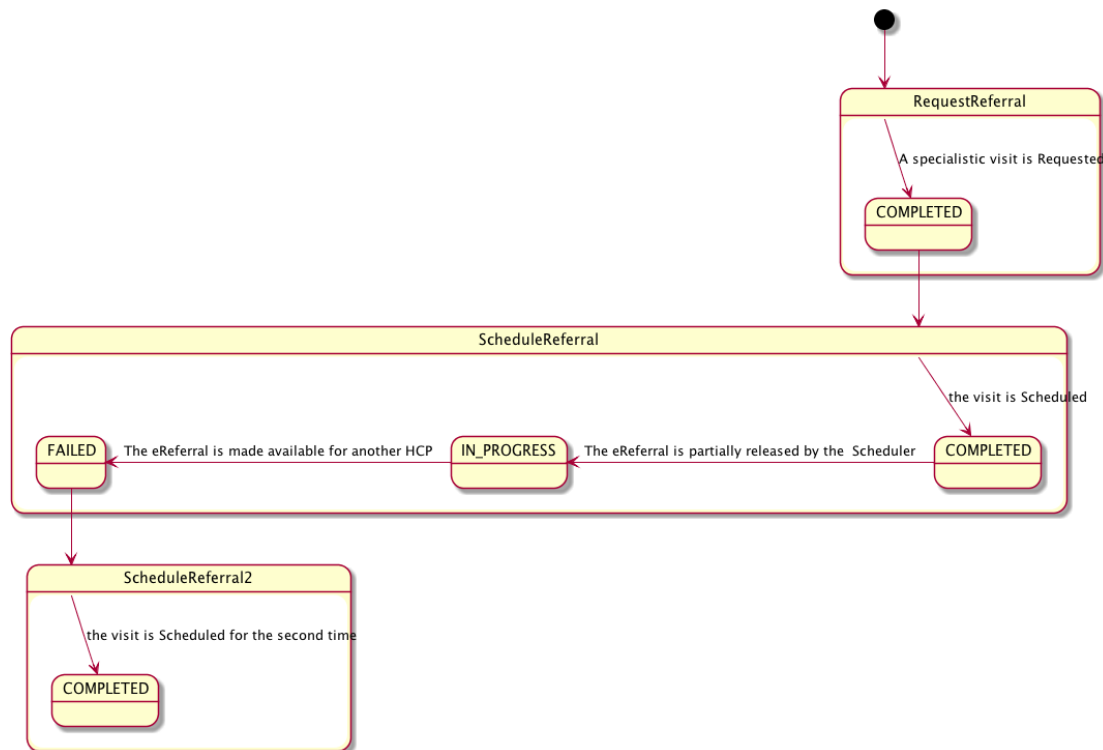 RequestReferral
A specialistic visit is Requested
COMPLETED
ScheduleReferral
the visit is Scheduled
FAILED
The eReferral is made available for another HCP
IN_PROGRESS
The eReferral is partially released by the  Scheduler
COMPLETED
ScheduleReferral2
the visit is Scheduled for the second time
COMPLETED